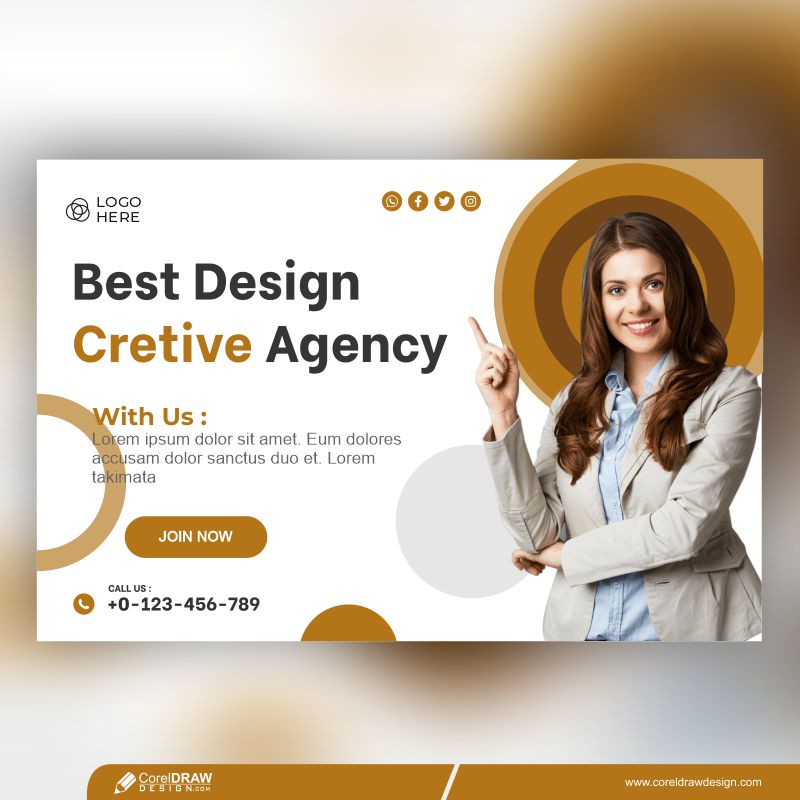 LOGO
HERE
Best Design
Cretive Agency
With Us :
Lorem ipsum dolor sit amet. Eum dolores
accusam dolor sanctus duo et. Lorem
takimata
JOIN NOW
CALL US :
+0-123-456-789
CorelDRAW
DESIGN.COM
www.coreldrawdesign.com